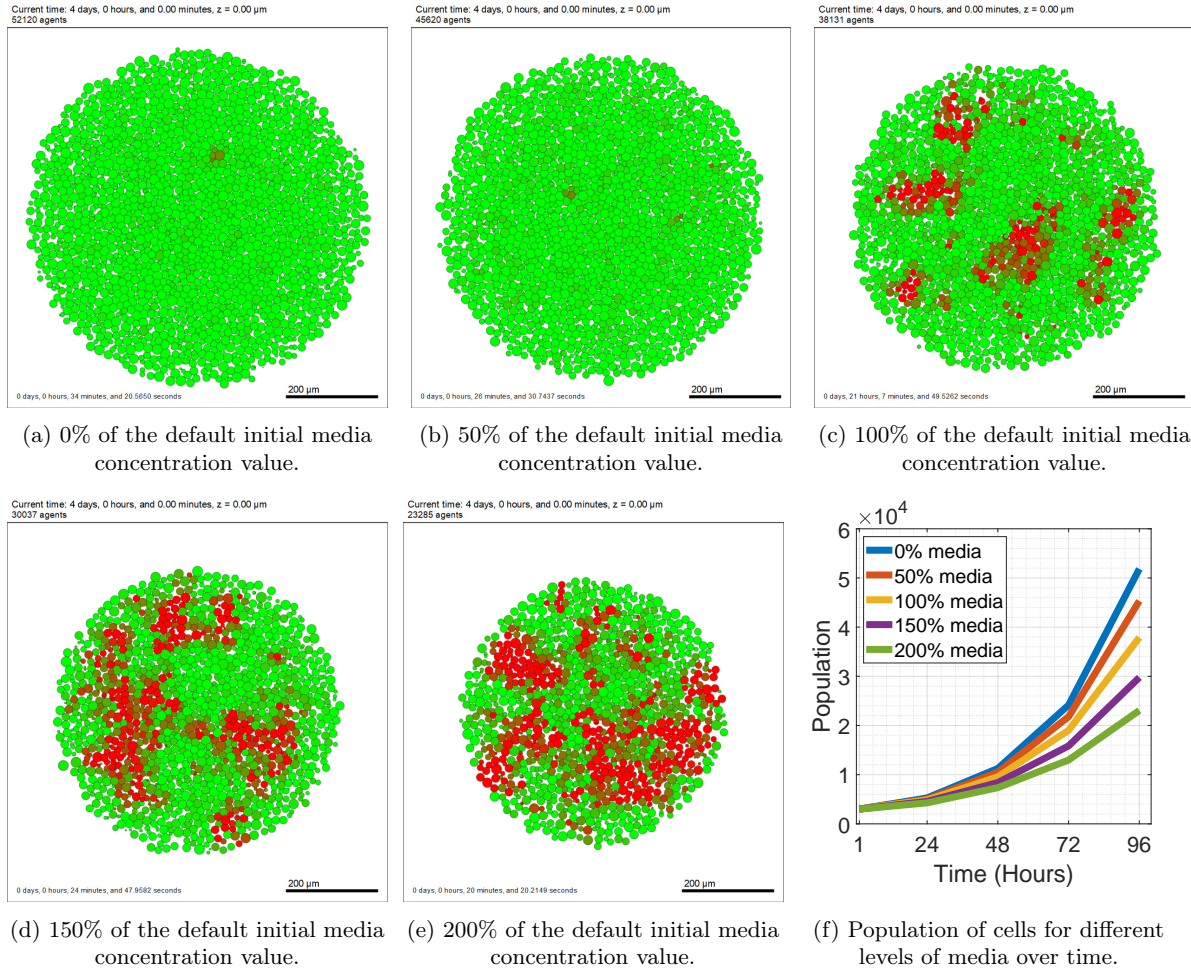 Current time: 4 days, 0 hours, and 0.00 minutes, z = 0.00 µm
52120 agents
200 µm
0 days, 0 hours, 34 minutes, and 20.5650 seconds
(a) 0% of the default initial media
concentration value.
Current time: 4 days, 0 hours, and 0.00 minutes, z = 0.00 µm
45620 agents
200 µm
0 days, 0 hours, 26 minutes, and 30.7437 seconds
(b) 50% of the default initial media
concentration value.
Current time: 4 days, 0 hours, and 0.00 minutes, z = 0.00 µm
38131 agents
200 µm
0 days, 21 hours, 7 minutes, and 49.5262 seconds
(c) 100% of the default initial media
concentration value.
Current time: 4 days, 0 hours, and 0.00 minutes, z = 0.00 µm
30037 agents
200 µm
0 days, 0 hours, 24 minutes, and 47.9582 seconds
(d) 150% of the default initial media
concentration value.
Current time: 4 days, 0 hours, and 0.00 minutes, z = 0.00 µm
23285 agents
200 µm
0 days, 0 hours, 20 minutes, and 20.2149 seconds
(e) 200% of the default initial media
concentration value.
×10^4
6
5
4
3
2
1
0
Population
0% media
50% media
100% media
150% media
200% media
1 24 48 72 96
Time (Hours)
(f) Population of cells for different
levels of media over time.